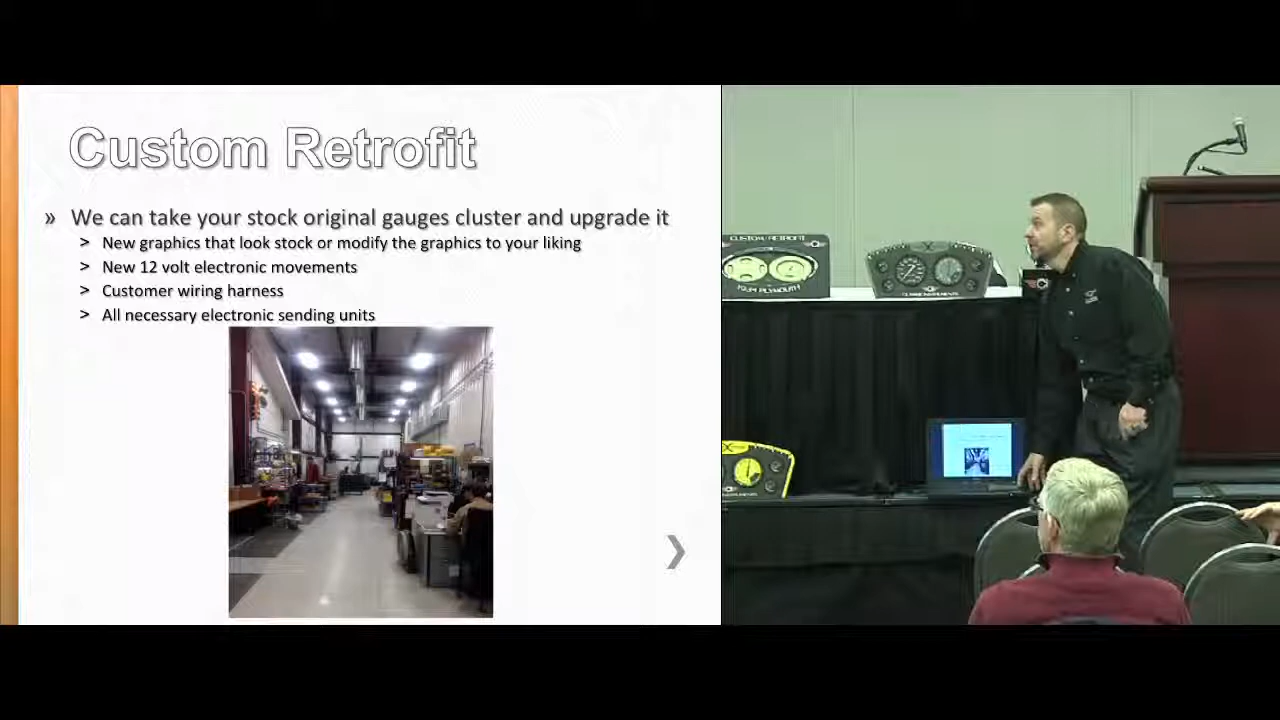 Custom Retrofit
» We can take your stock original gauges cluster and upgrade it
> New graphics that look stock or modify the graphics to your liking
> New 12 volt electronic movements
> Customer wiring harness
> All necessary electronic sending units
CUSTOM RETROFIT
PLYMOUTH